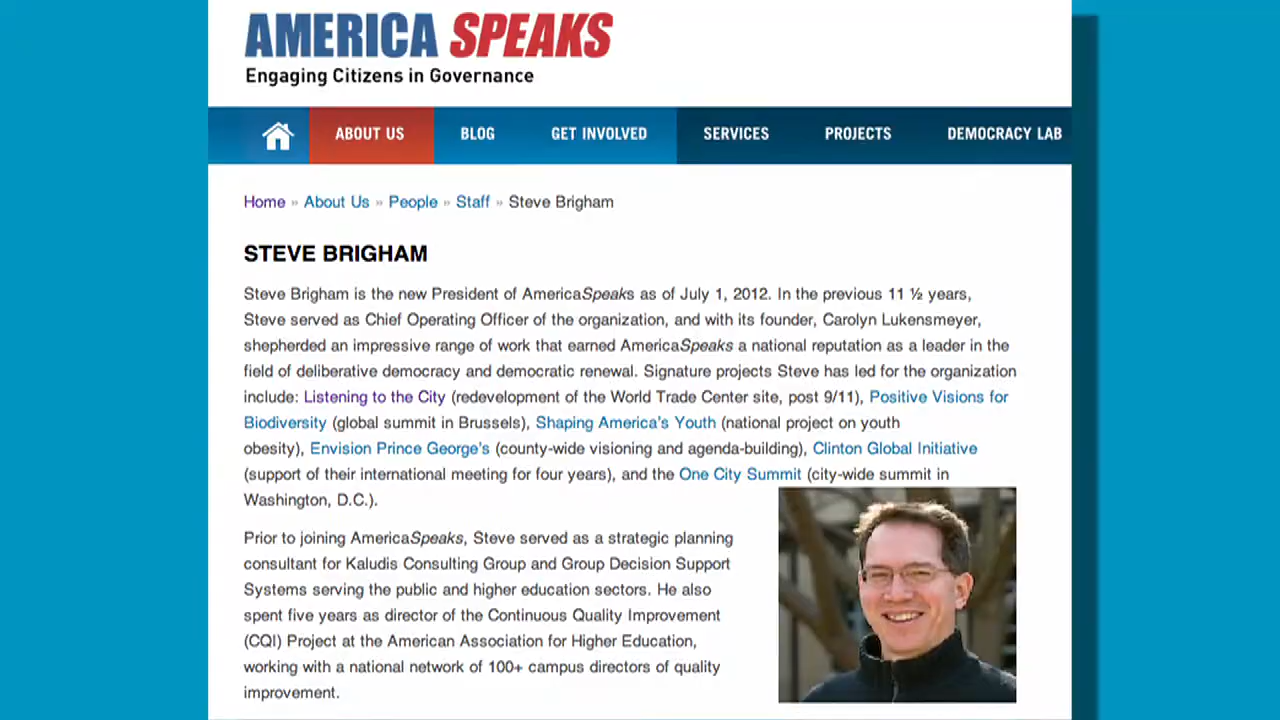 AMERICA SPEAKS
Engaging Citizens in Governance
ABOUT US BLOG GET INVOLVED SERVICES PROJECTS DEMOCRACY LAB
Home » About Us » People » Staff » Steve Brigham
STEVE BRIGHAM
Steve Brigham is the new President of AmericaSpeaks as of July 1, 2012. In the previous 11 ½ years,
Steve served as Chief Operating Officer of the organization, and with its founder, Carolyn Lukensmeyer,
shepherded an impressive range of work that earned AmericaSpeaks a national reputation as a leader in the
field of deliberative democracy and democratic renewal. Signature projects Steve has led for the organization
include: Listening to the City (redevelopment of the World Trade Center site, post 9/11), Positive Visions for
Biodiversity (global summit in Brussels), Shaping America's Youth (national project on youth
obesity), Envision Prince George's (county-wide visioning and agenda-building), Clinton Global Initiative
(support of their international meeting for four years), and the One City Summit (city-wide summit in
Washington, D.C.).
Prior to joining AmericaSpeaks, Steve served as a strategic planning
consultant for Kaludis Consulting Group and Group Decision Support
Systems serving the public and higher education sectors. He also
spent five years as director of the Continuous Quality Improvement
(CQI) Project at the American Association for Higher Education,
working with a national network of 100+ campus directors of quality
improvement.